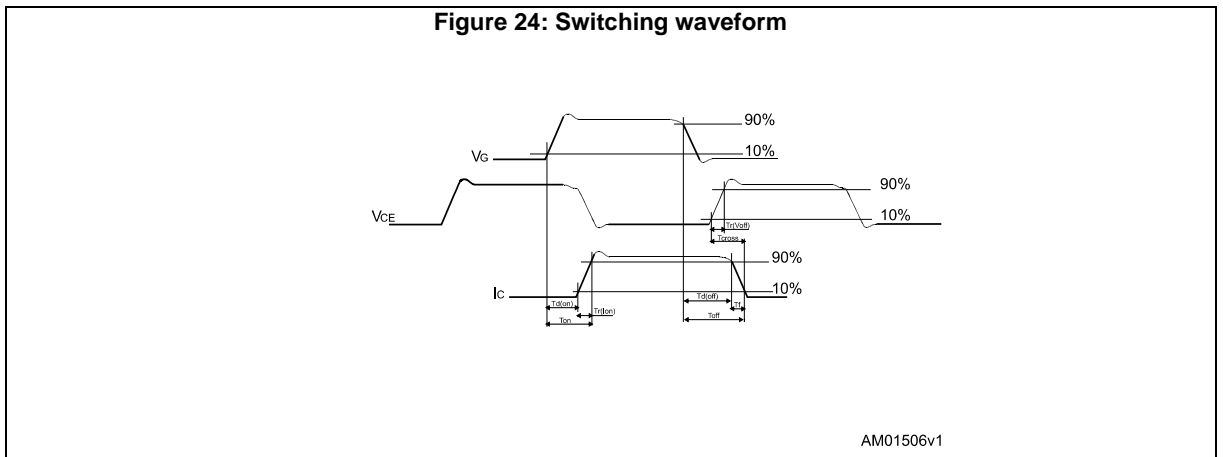 Figure 24: Switching waveform
90%
VG
10%
90%
VCE
10%
Tr(Voff)
Tcross
90%
IC
10%
Td(on)
Td(off)
Tf
Tr(Ion)
Ton
Toff
AM01506v1